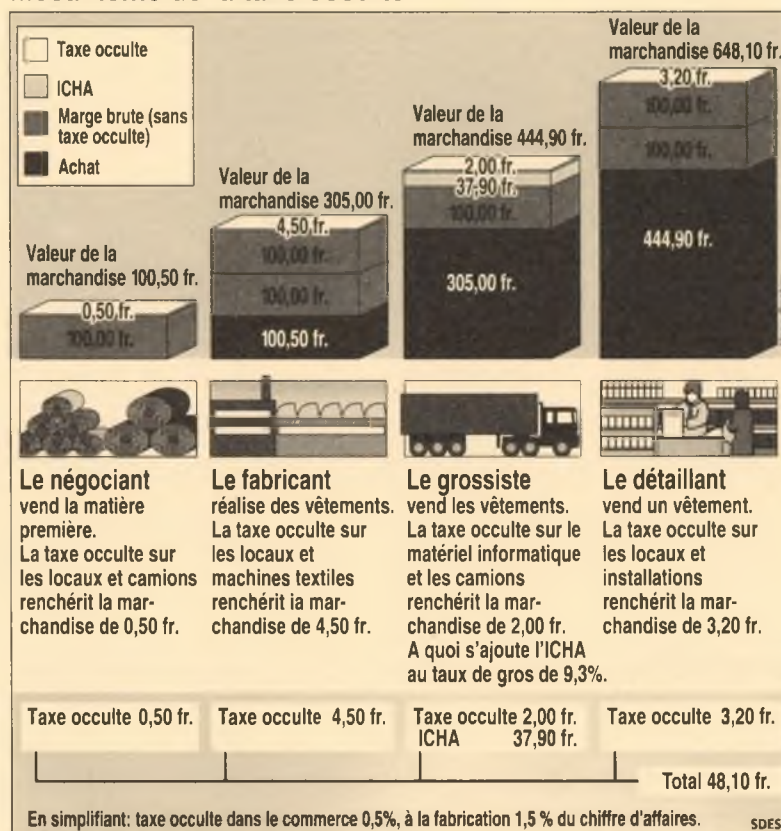 Taxe occulte
ICHA
Marge brute (sans
taxe occulte)
Achat
Valeur de la
marchandise 100,50 fr.
0,50 fr.
100,00 fr.
Valeur de la
marchandise 305,00 fr.
4,50 fr.
100,00 fr.
100,00 fr.
100,50 fr.
Valeur de la
marchandise 444,90 fr.
2,00 fr.
37,90 fr.
100,00 fr.
305,00 fr.
Valeur de la
marchandise 648,10 fr.
3,20 fr.
100,00 fr.
100,00 fr.
444,90 fr.
Le négociant
vend la matière
première.
La taxe occulte sur
les locaux et camions
renchérit la mar-
chandise de 0,50 fr.
Le fabricant
réalise des vêtements.
La taxe occulte sur
les locaux et
machines textiles
renchérit ia mar-
chandise de 4,50 fr.
Le grossiste
vend les vêtements.
La taxe occulte sur le
matériel informatique
et les camions
renchérit la mar-
chandise de 2,00 fr.
A quoi s'ajoute l'ICHA
au taux de gros de 9,3%.
Le détaillant
vend un vêtement.
La taxe occulte sur
les locaux et
installations
renchérit la mar-
chandise de 3,20 fr.
Taxe occulte 0,50 fr.
Taxe occulte 4,50 fr.
Taxe occulte 2,00 fr.
ICHA 37,90 fr.
Taxe occulte 3,20 fr.
Total 48,10 fr.
En simplifiant: taxe occulte dans le commerce 0,5%, à la fabrication 1,5 % du chiffre d'affaires.
SDES